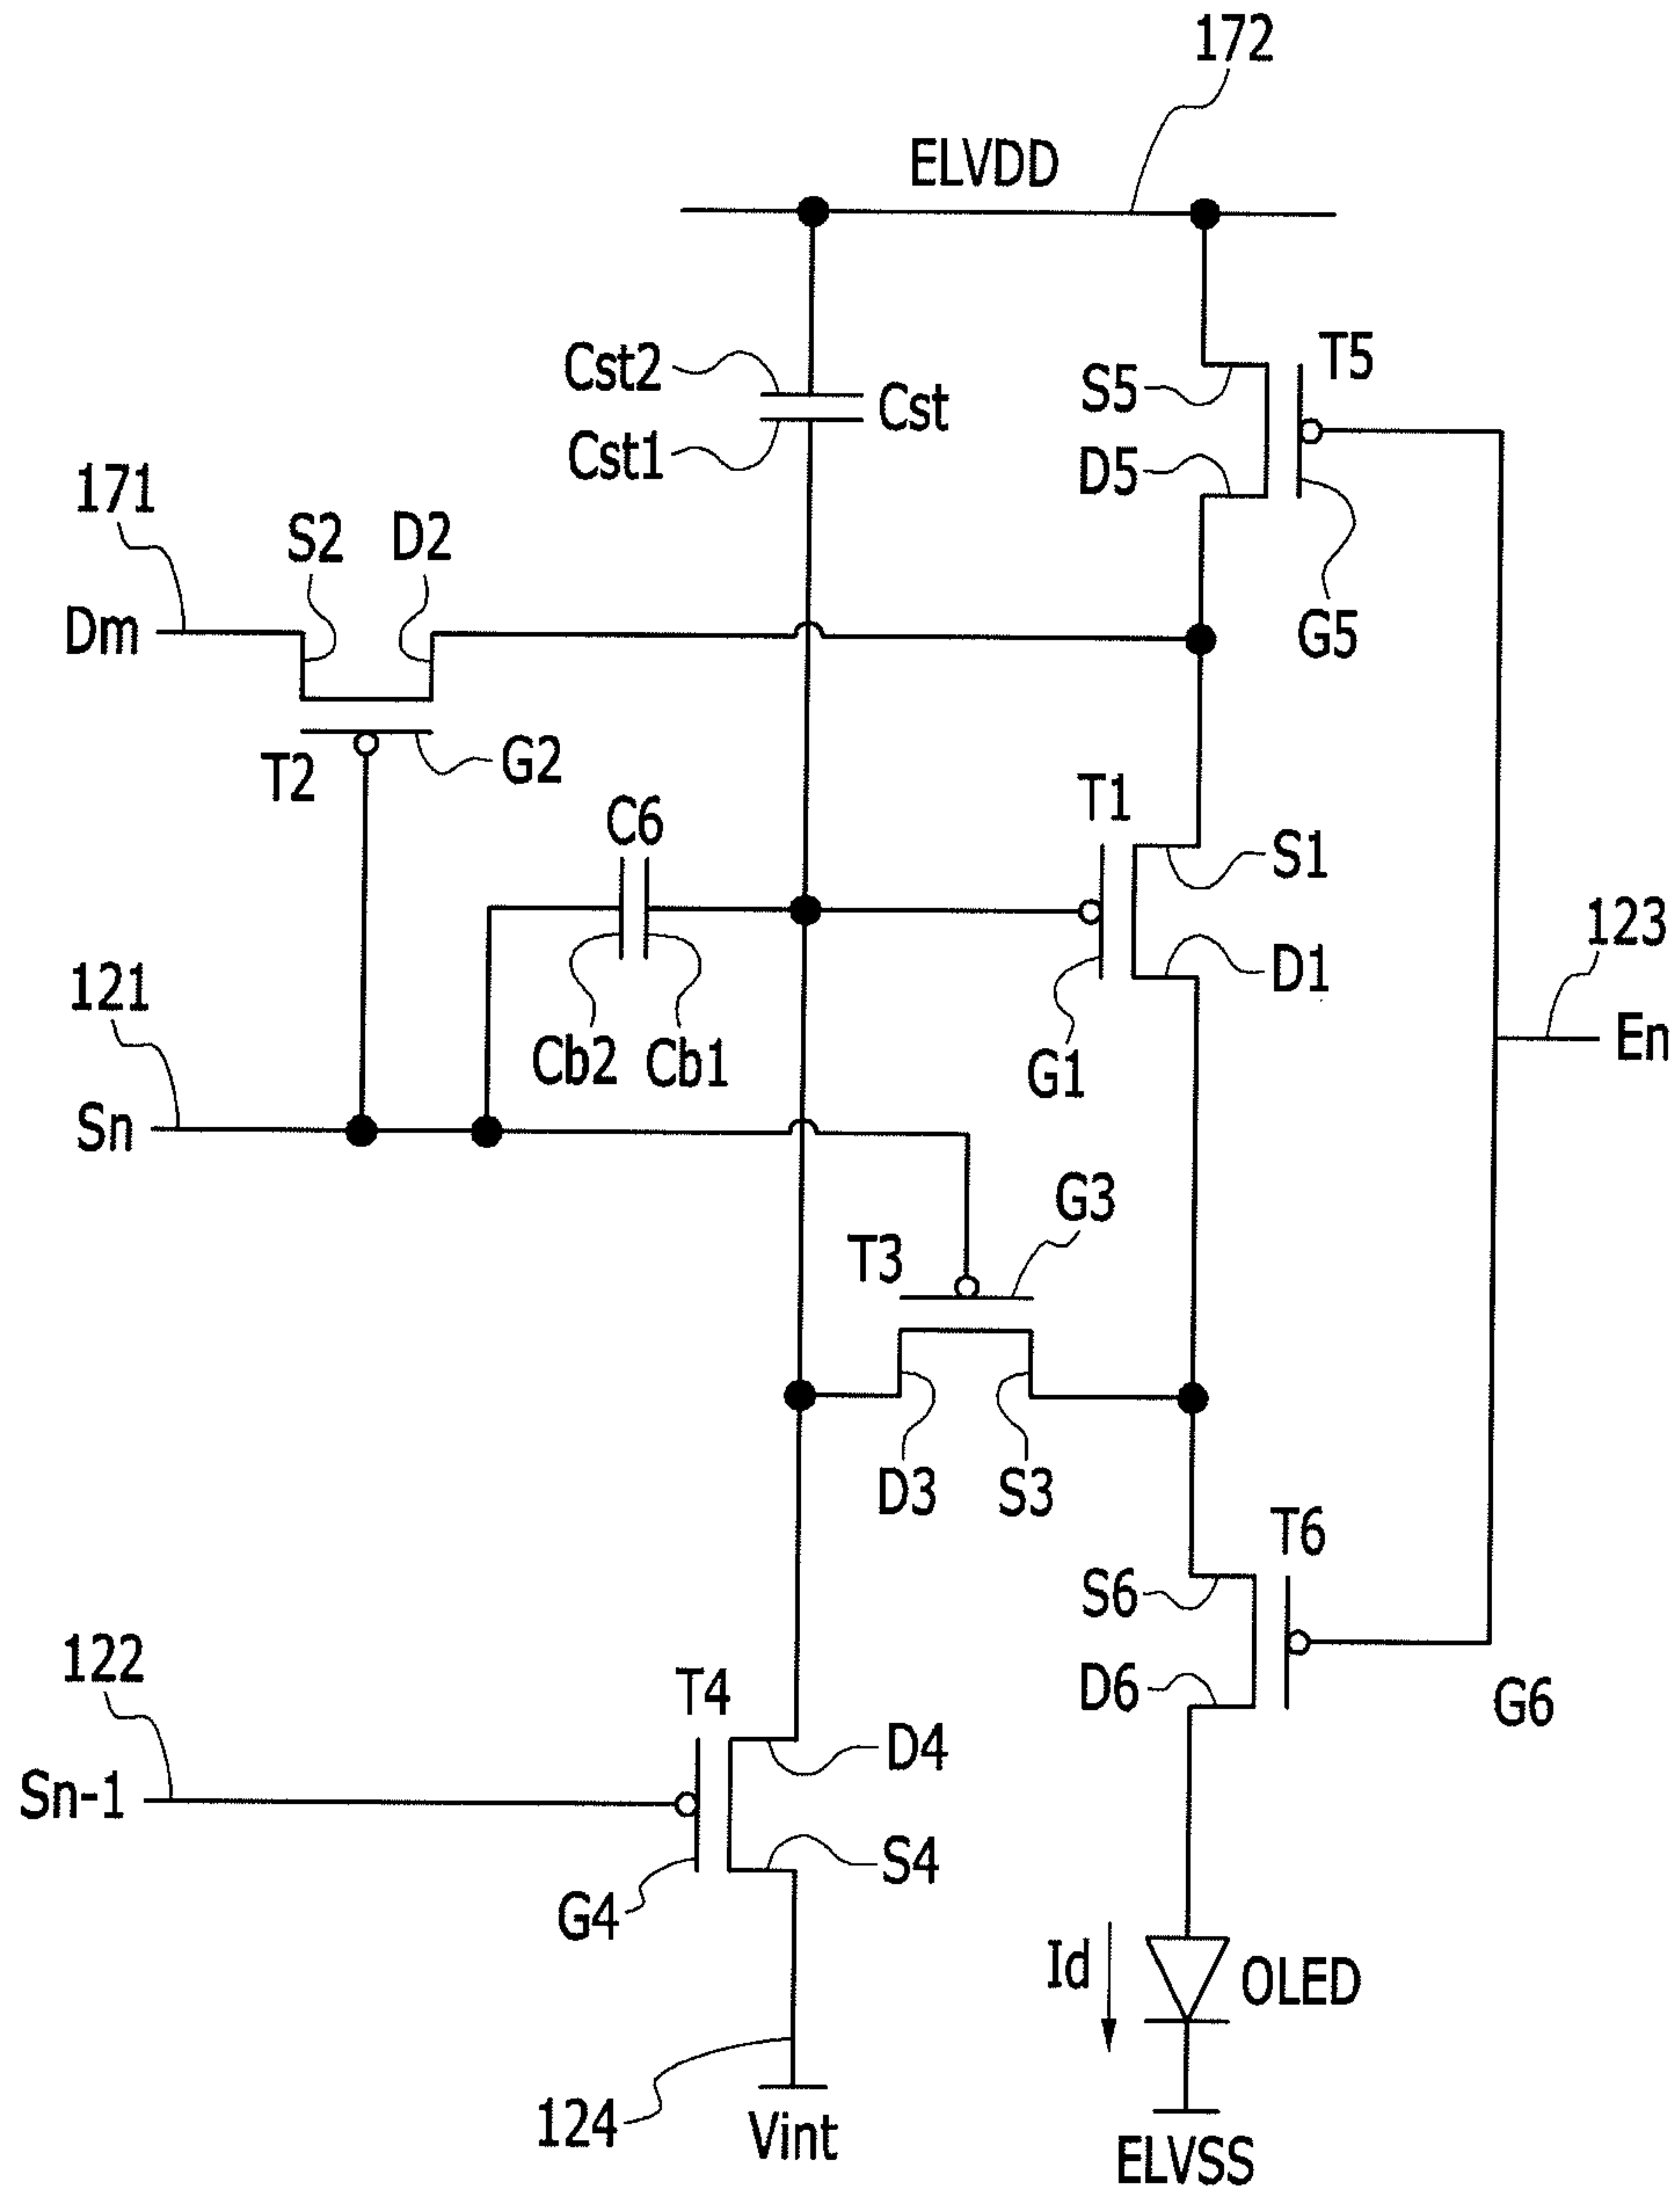 172
ELVDD
Cst2
Cst
Cst1
T5
S5
D5
G5
171
S2
D2
Dm
T2
G2
C6
T1
S1
D1
G1
Cb2
Cb1
123
En
121
Sn
G3
T3
D3
S3
T6
S6
D6
G6
122
T4
D4
Sn-1
S4
G4
Id
OLED
124
Vint
ELVSS